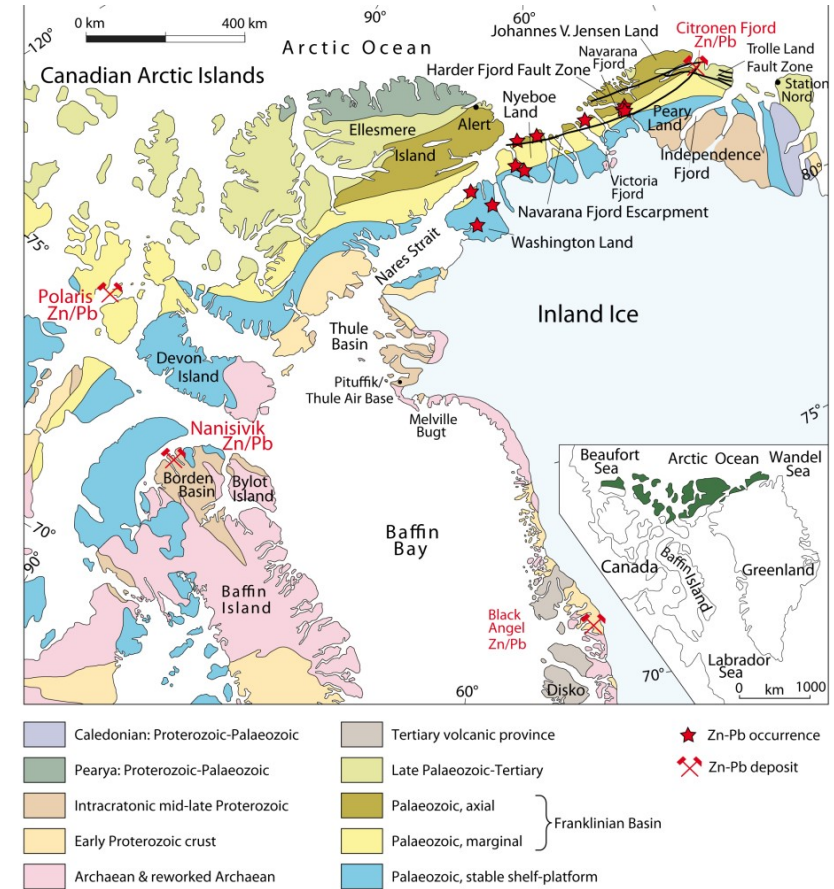 0 km 400 km
120°
90°
60°
Arctic Ocean
Canadian Arctic Islands
Johannes V. Jensen Land
Citronen Fjord
Zn/Pb
Navarana
Fjord
Trolle Land
Fault Zone
Harder Fjord Fault Zone
Station
Nord
Nyeboe
Land
Ellesmere
Island
Alert
Peary
Land
Independence
Fjord
80°
Victoria
Fjord
Navarana Fjord Escarpment
Washington Land
75°
Nares Strait
Polaris
Zn/Pb
Inland Ice
Thule
Basin
Devon
Island
Pituffik/
Thule Air Base
75°
Melville
Bugt
Nanisivik
Zn/Pb
Borden
Basin
Bylot
Island
Beaufort
Sea
Arctic Ocean
Wandel
Sea
70°
90°
Baffin
Bay
Canada
Baffin Island
Greenland
Baffin
Island
Black
Angel
Zn/Pb
Labrador
Sea
0 km 1000
70°
Disko
60°
Caledonian: Proterozoic-Palaeozoic
Pearya: Proterozoic-Palaeozoic
Intracratonic mid-late Proterozoic
Early Proterozoic crust
Archaean & reworked Archaean
Tertiary volcanic province
Late Palaeozoic-Tertiary
Palaeozoic, axial
Palaeozoic, marginal
Franklinian Basin
Palaeozoic, stable shelf-platform
Zn-Pb occurrence
Zn-Pb deposit